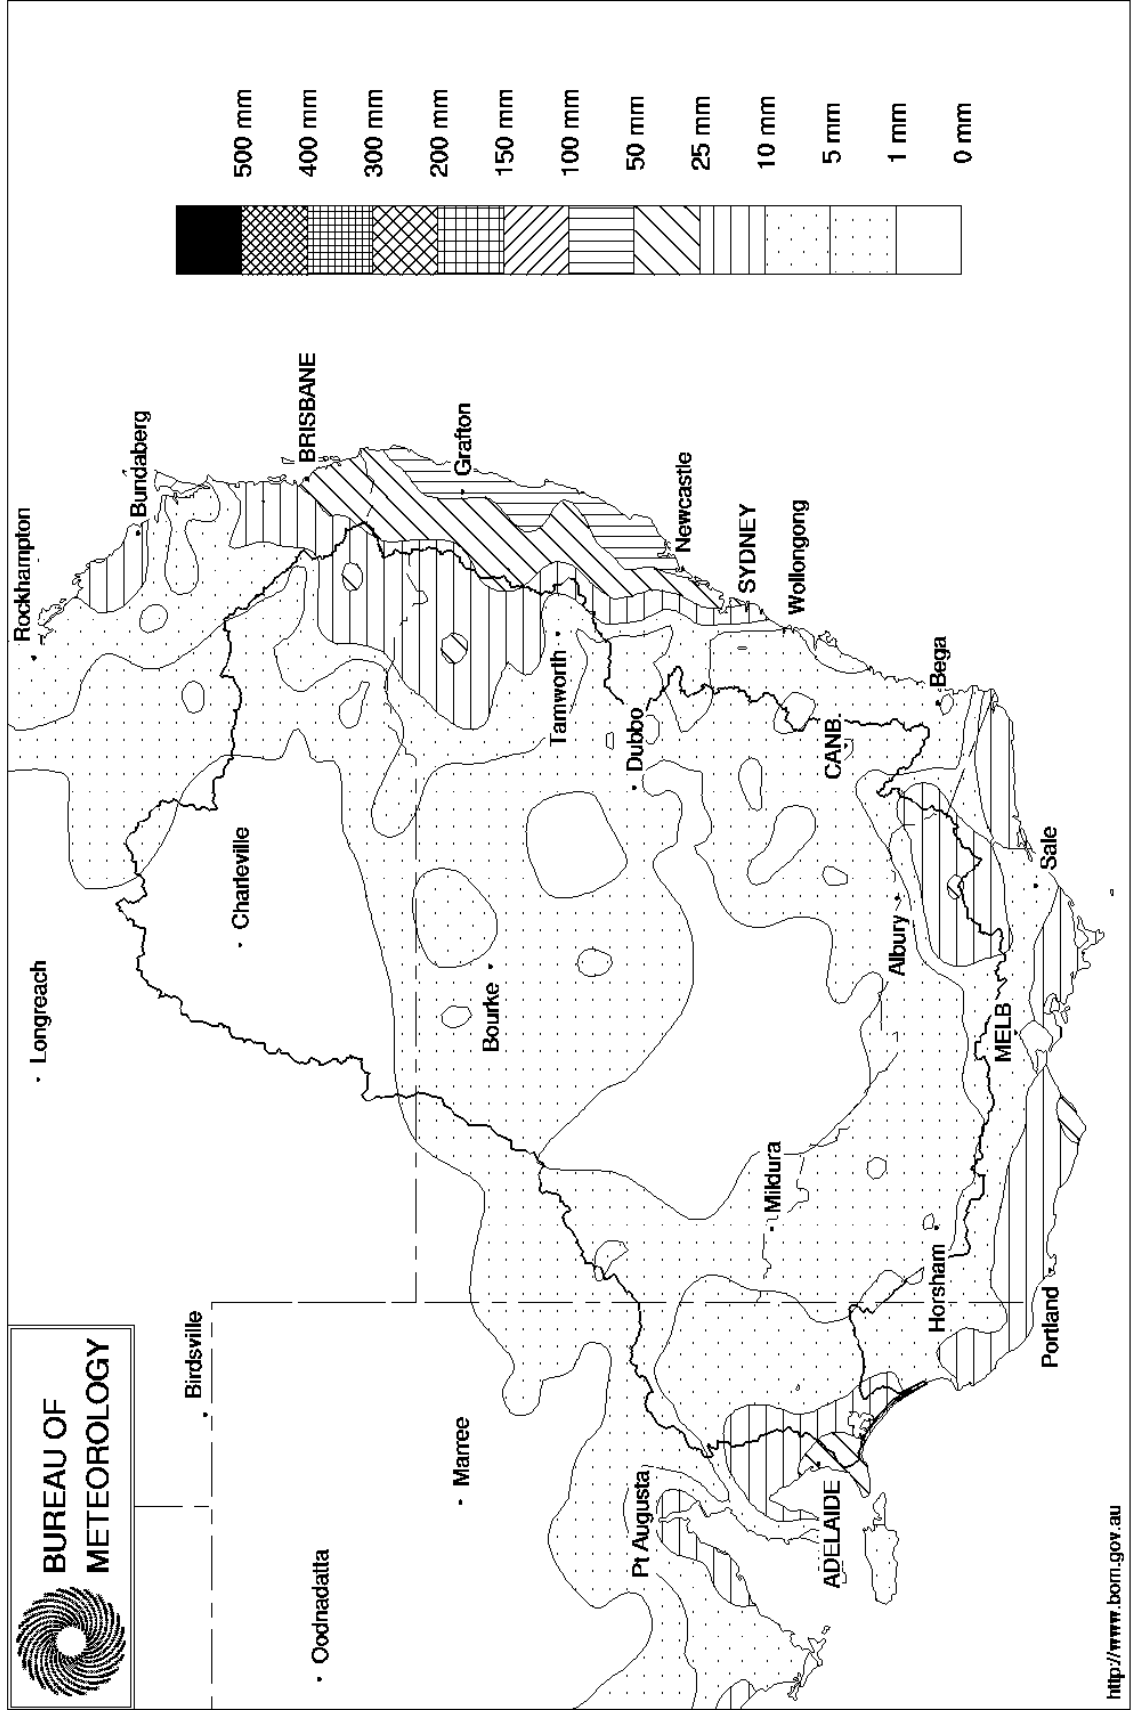 BUREAU OF
METEOROLOGY
Longreach
Rockhampton
Bundaberg
Birdsville
Charleville
BRISBANE
Oodnadatta
Marree
Bourke
Grafton
Tamworth
Pt Augusta
Dubbo
Newcastle
SYDNEY
Mildura
Wollongong
ADELAIDE
CANB.
Albury
Horsham
Bega
MELB
Portland
Sale
500 mm
400 mm
300 mm
200 mm
150 mm
100 mm
50 mm
25 mm
10 mm
5 mm
1 mm
0 mm
http://www.bom.gov.au